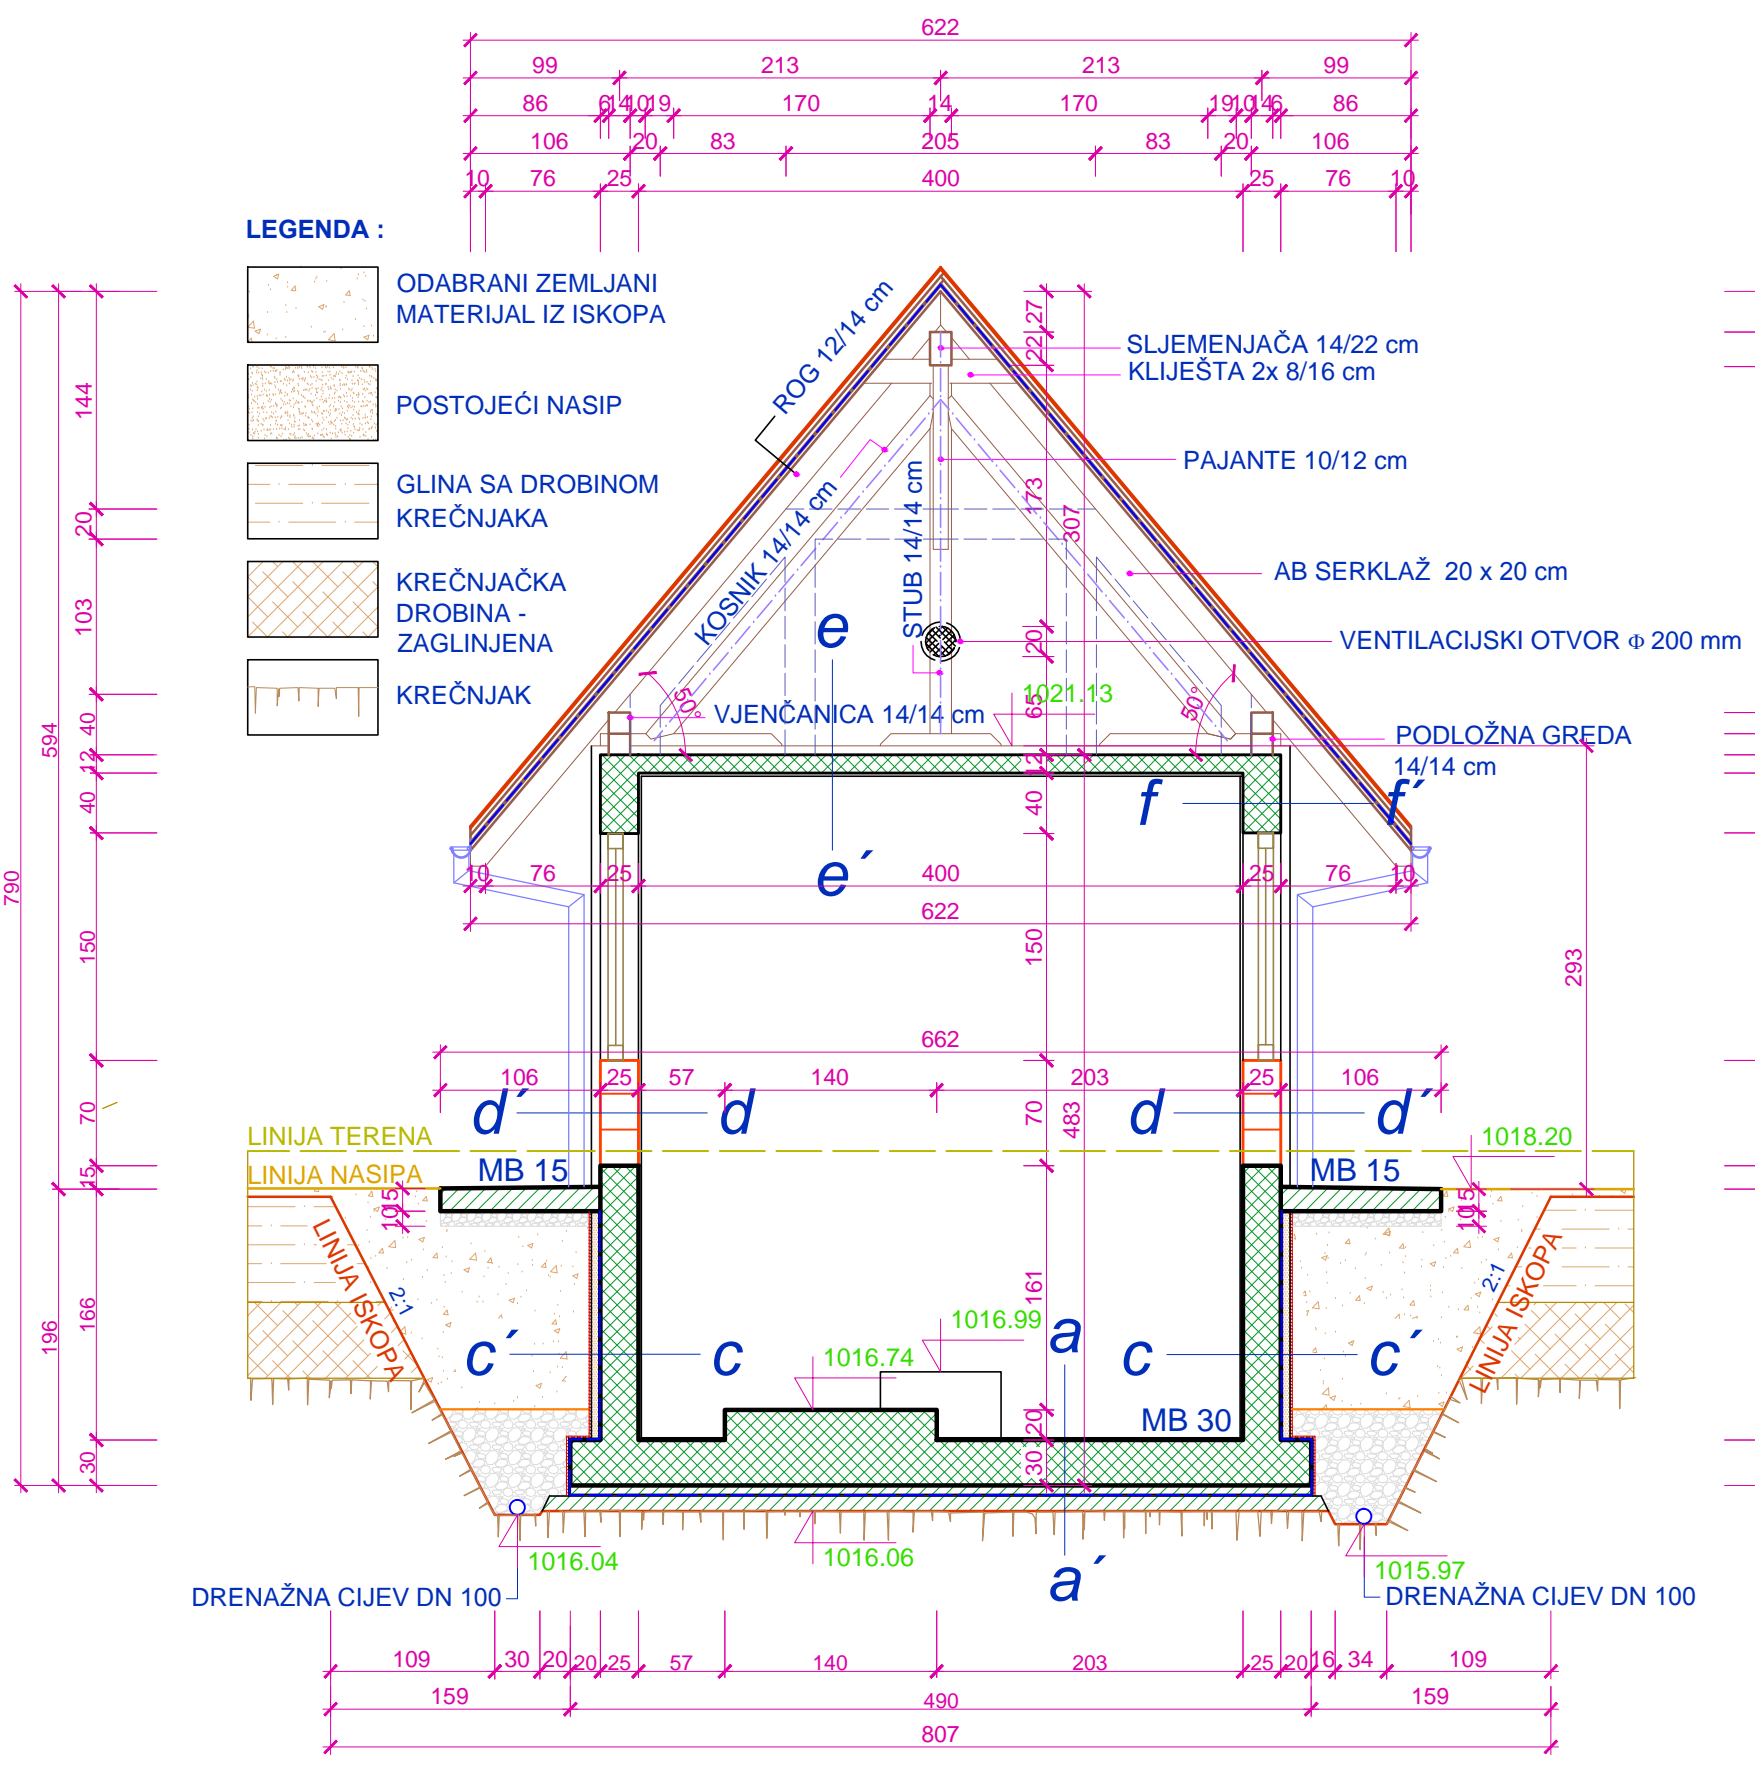 622
99 213 213 99
86 6 14 10 19 170 14 170 19 10 14 6 86
106 20 83 205 83 20 106
10 76 25 400 25 76 10
LEGENDA :
ODABRANI ZEMLJANI
MATERIJAL IZ ISKOPA
POSTOJEĆI NASIP
GLINA SA DROBINOM
KREČNJAKA
KREČNJAČKA
DROBINA -
ZAGLINJENA
KREČNJAK
790
594
196
144
20
103
40
12
40
150
70
15
166
30
ROG 12/14 cm
KOSNIK 14/14 cm
STUB 14/14 cm
SLJEMENJAČA 14/22 cm
KLIJEŠTA 2x 8/16 cm
PAJANTE 10/12 cm
AB SERKLAŽ 20 x 20 cm
VENTILACIJSKI OTVOR Φ 200 mm
VJENČANICA 14/14 cm
PODLOŽNA GREDA
14/14 cm
50°
50°
1021.13
27
22
173
307
20
65
12
40
150
70
483
161
20
30
e
e´
f
f´
10 76 25 400 25 76 10
622
293
662
106 25 57 140 203 25 106
d´
d
d
d´
LINIJA TERENA
LINIJA NASIPA
MB 15
MB 15
1018.20
15
10
15
10
LINIJA ISKOPA
2:1
LINIJA ISKOPA
2:1
c´
c
c
c´
a
a´
1016.99
1016.74
MB 30
1016.04
1016.06
1015.97
DRENAŽNA CIJEV DN 100
DRENAŽNA CIJEV DN 100
109 30 20 20 25 57 140 203 25 20 16 34 109
159 490 159
807